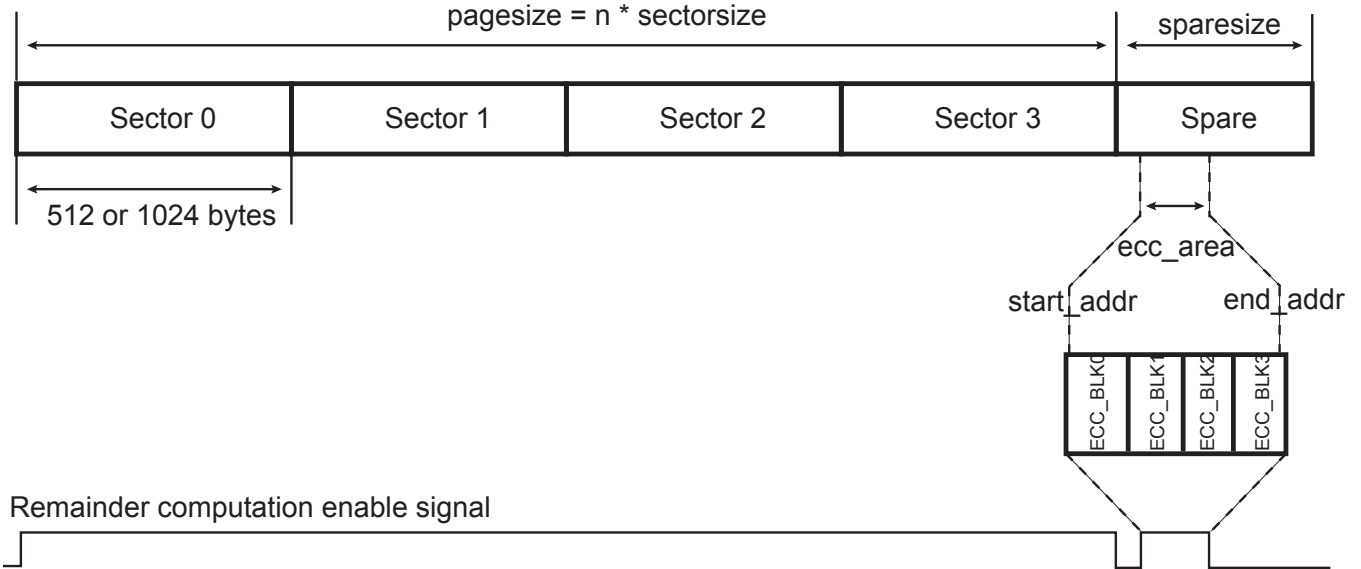 pagesize = n * sectorsize
sparesize
Sector 0
Sector 1
Sector 2
Sector 3
Spare
512 or 1024 bytes
ecc_area
start_addr
end_addr
ECC_BLK0
ECC_BLK1
ECC_BLK2
ECC_BLK3
Remainder computation enable signal